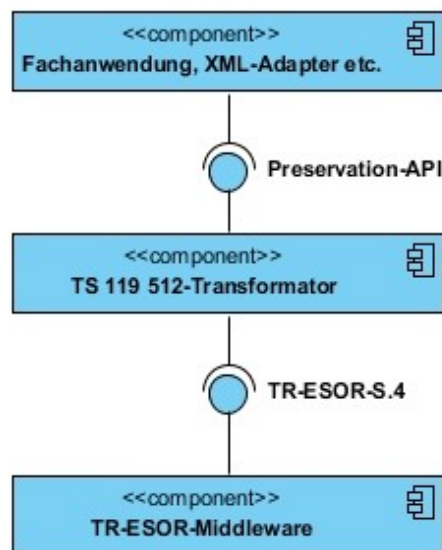 <<component>>
Fachanwendung, XML-Adapter etc.
Preservation-API
<<component>>
TS 119 512-Transformator
TR-ESOR-S.4
<<component>>
TR-ESOR-Middleware